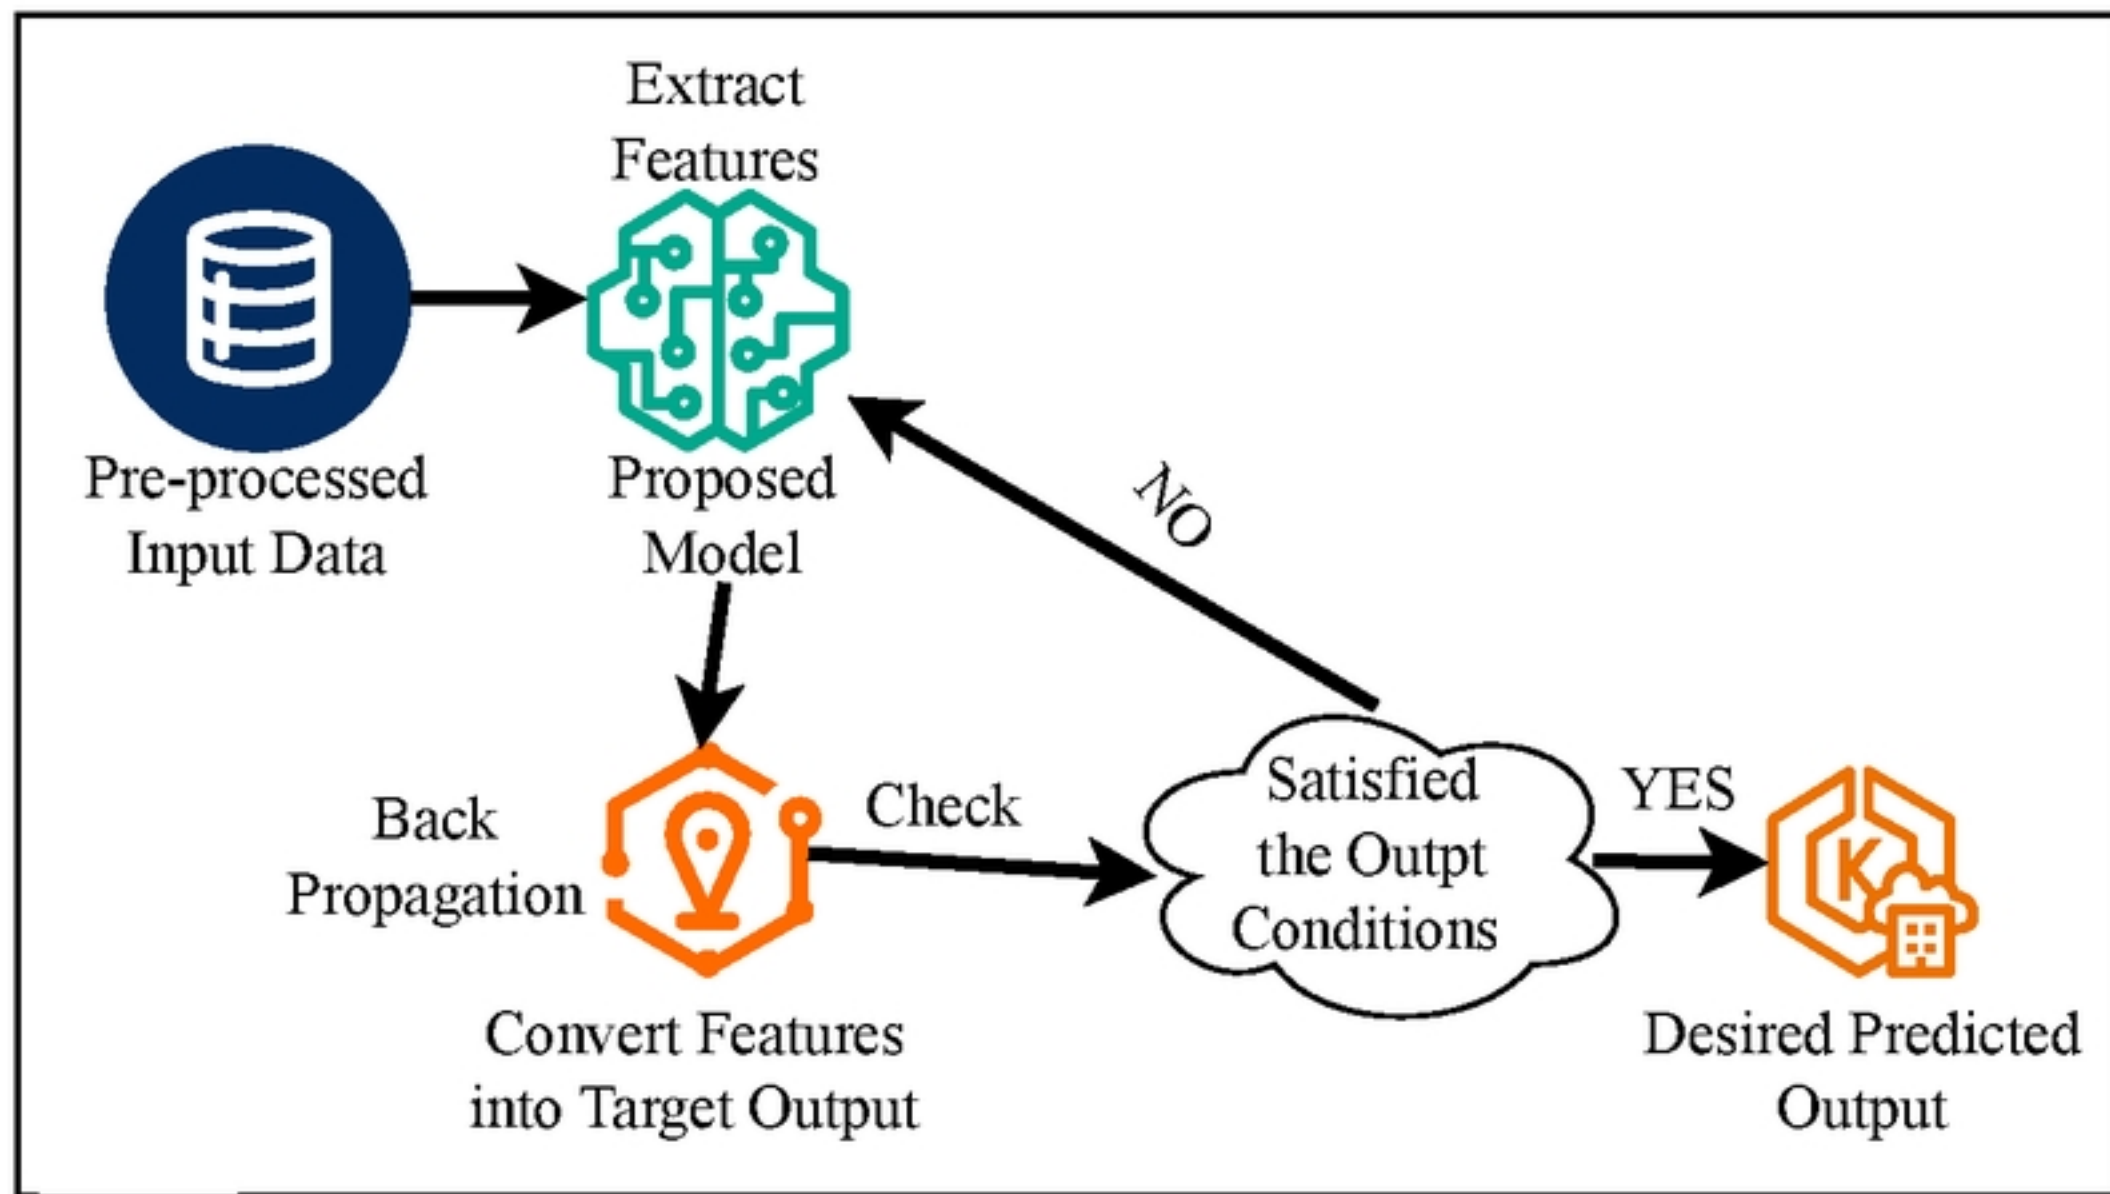 Extract
Features
Pre-processed
Input Data
Proposed
Model
NO
Back
Propagation
Check
Satisfied
the Outpt
Conditions
YES
K
Convert Features
into Target Output
Desired Predicted
Output